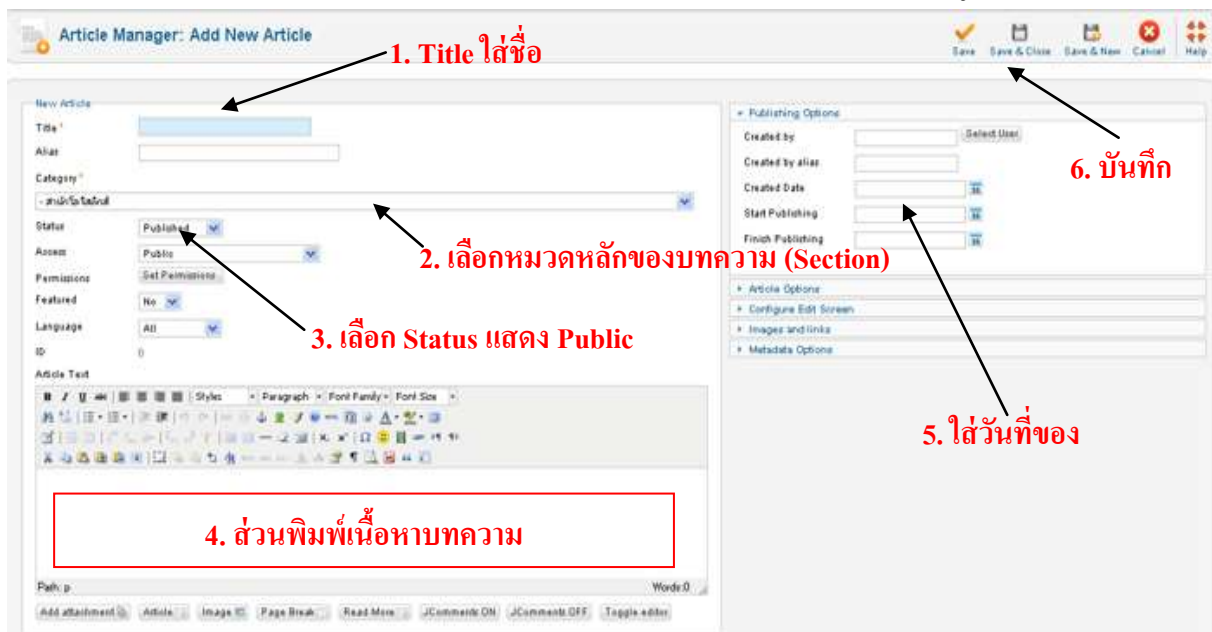 Article Manager: Add New Article
1. Title ใส่ชื่อ
Save
Save & Close
Save & New
Cancel
Help
New Article
Title *
Alias
Category *
Status
Published
Access
Public
Permissions
Set Permissions
Featured
No
Language
All
ID
0
Article Text
2. เลือกหมวดหลักของบทความ (Section)
3. เลือก Status แสดง Public
Styles
Paragraph
Font Family
Font Size
4. ส่วนพิมพ์เนื้อหาบทความ
Path: p
Words:0
Add attachment
Article
Image
Page Break
Read More
JComments ON
JComments OFF
Toggle editor
Publishing Options
Created by
Select User
Created by alias
Created Date
Start Publishing
Finish Publishing
6. บันทึก
Article Options
Configure Edit Screen
Images and links
Metadata Options
5. ใส่วันที่ของ